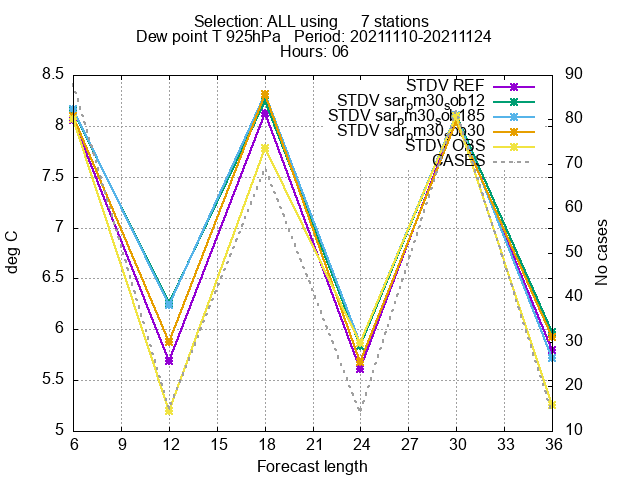 Selection: ALL using 7 stations
Dew point T 925hPa Period: 20211110-20211124
Hours: 06
STDV REF
STDV sar_pm30_sob12
STDV sar_pm30_sob185
STDV sar_pm30_sob30
STDV OBS
CASES
deg C
8.5
8
7.5
7
6.5
6
5.5
5
90
80
70
60
50
40
30
20
10
No cases
6 9 12 15 18 21 24 27 30 33 36
Forecast length